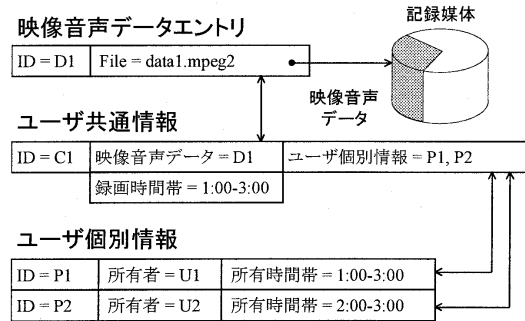 映像音声データエントリ
記録媒体
ID = D1 File = data1.mpeg2
映像音声
データ
ユーザ共通情報
ID = C1 映像音声データ = D1 ユーザ個別情報 = P1, P2
録画時間帯 = 1:00-3:00
ユーザ個別情報
ID = P1 所有者 = U1 所有時間帯 = 1:00-3:00
ID = P2 所有者 = U2 所有時間帯 = 2:00-3:00